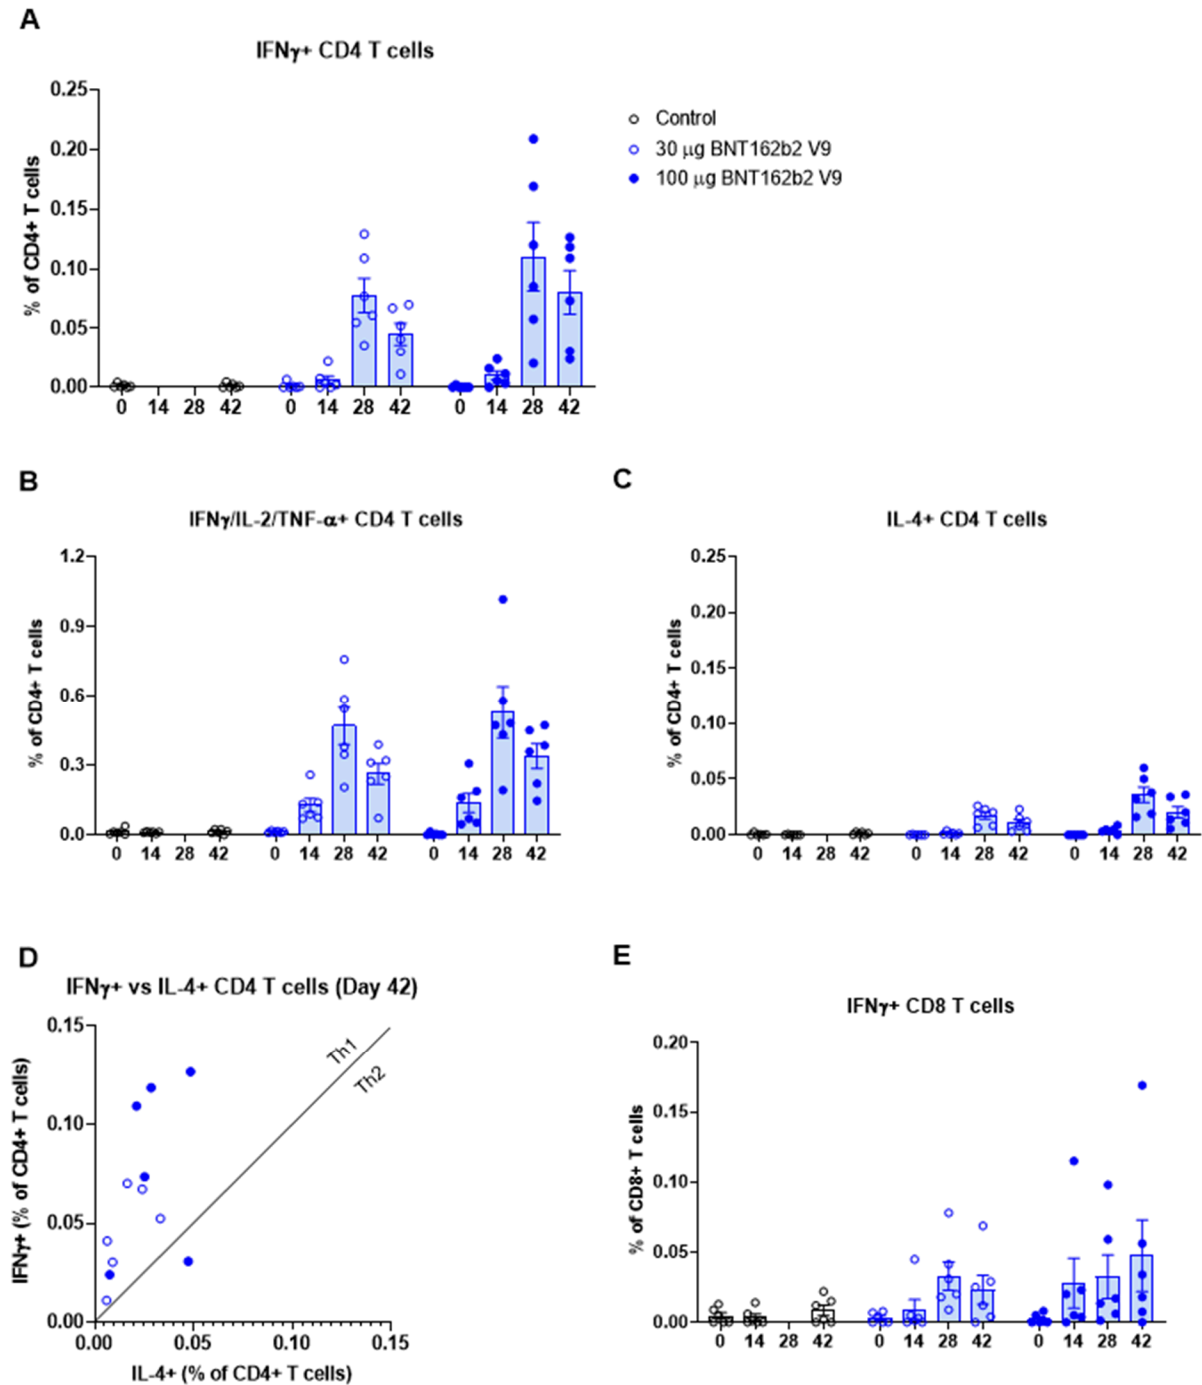 A
IFNγ+ CD4 T cells
0.25
0.20
0.15
0.10
0.05
0.00
% of CD4+ T cells
0 14 28 42 0 14 28 42 0 14 28 42
Control
30 µg BNT162b2 V9
100 µg BNT162b2 V9
B
IFNγ/IL-2/TNF-α+ CD4 T cells
1.2
0.9
0.6
0.3
0.0
% of CD4+ T cells
0 14 28 42 0 14 28 42 0 14 28 42
C
IL-4+ CD4 T cells
0.25
0.20
0.15
0.10
0.05
0.00
% of CD4+ T cells
0 14 28 42 0 14 28 42 0 14 28 42
D
IFNγ+ vs IL-4+ CD4 T cells (Day 42)
0.15
0.10
0.05
0.00
IFNγ+ (% of CD4+ T cells)
Th1
Th2
0.00 0.05 0.10 0.15
IL-4+ (% of CD4+ T cells)
E
IFNγ+ CD8 T cells
0.20
0.15
0.10
0.05
0.00
% of CD8+ T cells
0 14 28 42 0 14 28 42 0 14 28 42